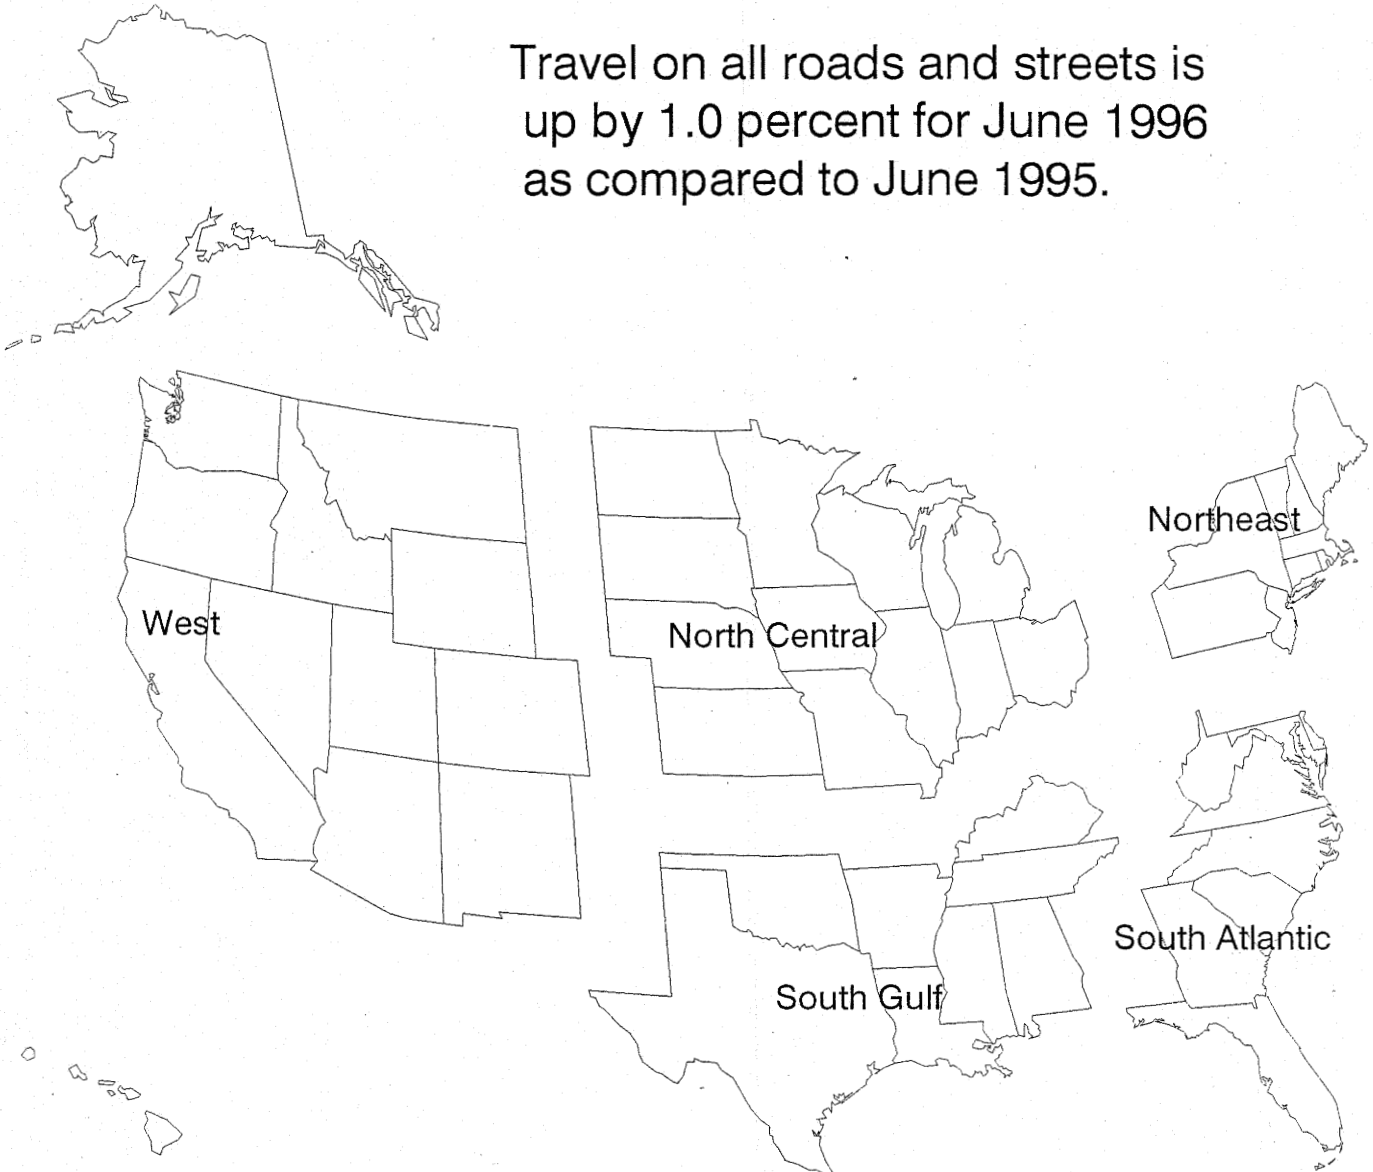 Travel on all roads and streets is
up by 1.0 percent for June 1996
as compared to June 1995.
Northeast
West
North Central
South Atlantic
South Gulf